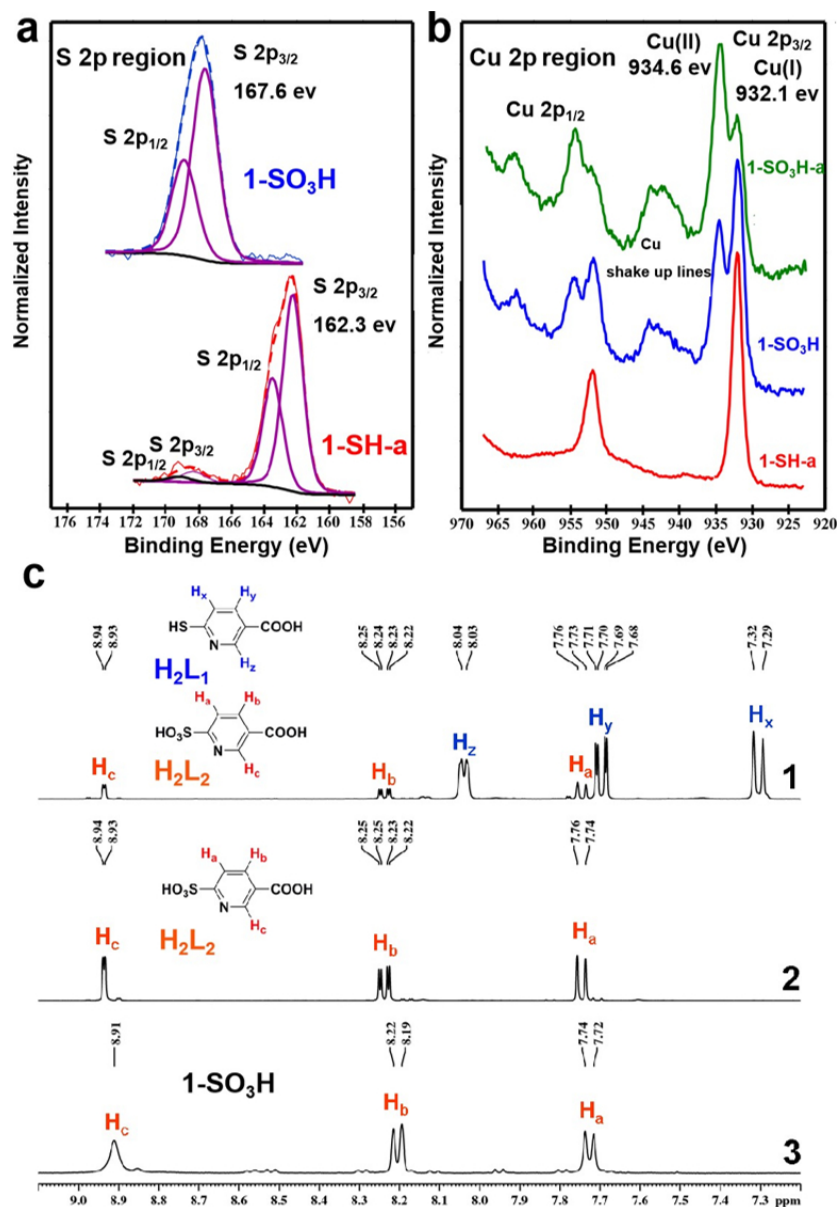 a
S 2p region
S 2p3/2
167.6 ev
S 2p1/2
1-SO3H
S 2p3/2
162.3 ev
S 2p1/2
1-SH-a
S 2p3/2
S 2p1/2
Normalized Intensity
176 174 172 170 168 166 164 162 160 158 156 154
Binding Energy (eV)
b
Cu 2p region
Cu(II)
934.6 ev
Cu 2p3/2
Cu(I)
932.1 ev
Cu 2p1/2
1-SO3H-a
Cu
shake up lines
1-SO3H
1-SH-a
Normalized Intensity
970 965 960 955 950 945 940 935 930 925 920
Binding Energy (eV)
c
Hx Hy
HS N COOH
Hz
H2L1
Ha Hb
HO3S N COOH
Hc
H2L2
8.94 8.93 8.25 8.24 8.23 8.22 8.04 8.03 7.76 7.73 7.71 7.70 7.69 7.68 7.32 7.29
Hc Hb Hz Ha Hy Hx
1
8.94 8.93 8.25 8.25 8.23 8.22 7.76 7.74
Ha Hb
HO3S N COOH
Hc
H2L2
Hc Hb Ha
2
8.91 8.22 8.19 7.74 7.72
1-SO3H
Hc Hb Ha
3
9.0 8.9 8.8 8.7 8.6 8.5 8.4 8.3 8.2 8.1 8.0 7.9 7.8 7.7 7.6 7.5 7.4 7.3 ppm